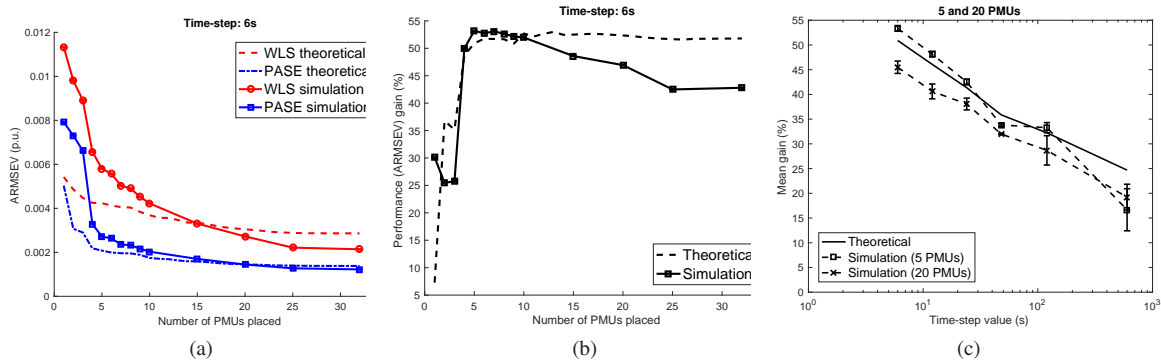 Time-step: 6s
0.012
0.01
0.008
0.006
0.004
0.002
0
ARMSEV (p.u.)
WLS theoretical
PASE theoretical
WLS simulation
PASE simulation
0 5 10 15 20 25 30
Number of PMUs placed
(a)
Time-step: 6s
55
50
45
40
35
30
25
20
15
10
5
Performance (ARMSEV) gain (%)
Theoretical
Simulation
0 5 10 15 20 25 30
Number of PMUs placed
(b)
5 and 20 PMUs
55
50
45
40
35
30
25
20
15
10
5
0
Mean gain (%)
Theoretical
Simulation (5 PMUs)
Simulation (20 PMUs)
10⁰ 10¹ 10² 10³
Time-step value (s)
(c)